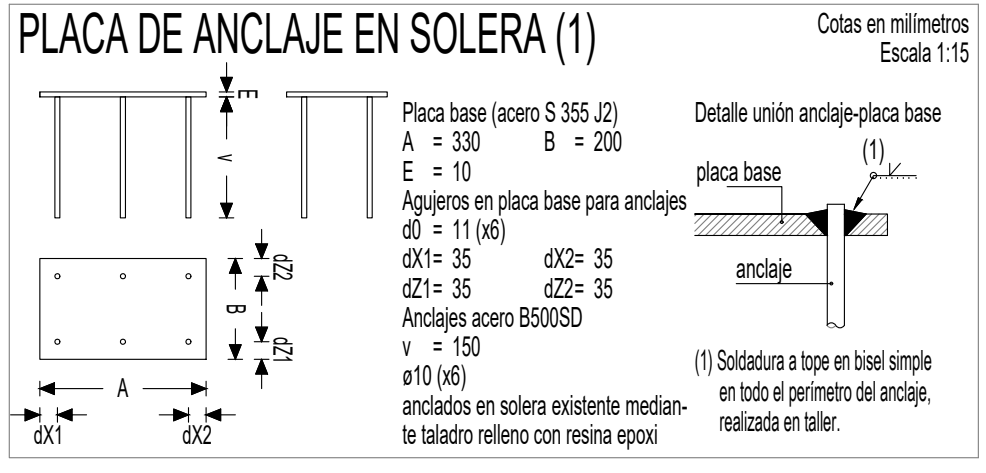 PLACA DE ANCLAJE EN SOLERA (1)
Cotas en milímetros
Escala 1:15
E
v
dZ2
B
dZ1
A
dX1
dX2
Placa base (acero S 355 J2)
A = 330 B = 200
E = 10
Agujeros en placa base para anclajes
d0 = 11 (x6)
dX1= 35 dX2= 35
dZ1= 35 dZ2= 35
Anclajes acero B500SD
v = 150
ø10 (x6)
anclados en solera existente median-
te taladro relleno con resina epoxi
Detalle unión anclaje-placa base
(1)
placa base
anclaje
(1) Soldadura a tope en bisel simple
en todo el perímetro del anclaje,
realizada en taller.